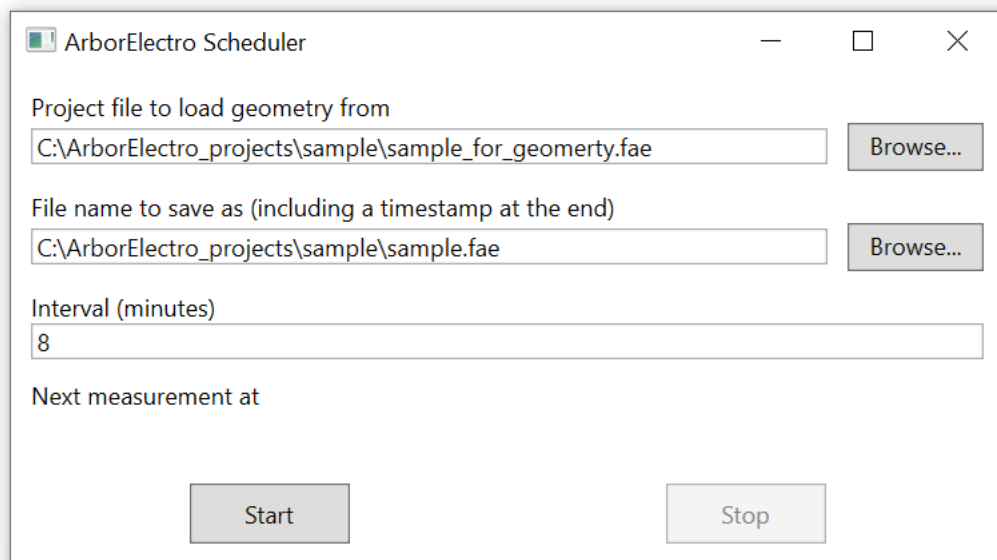 ArborElectro Scheduler
Project file to load geometry from
C:\ArborElectro_projects\sample\sample_for_geomerty.fae
Browse...
File name to save as (including a timestamp at the end)
C:\ArborElectro_projects\sample\sample.fae
Browse...
Interval (minutes)
8
Next measurement at
Start
Stop